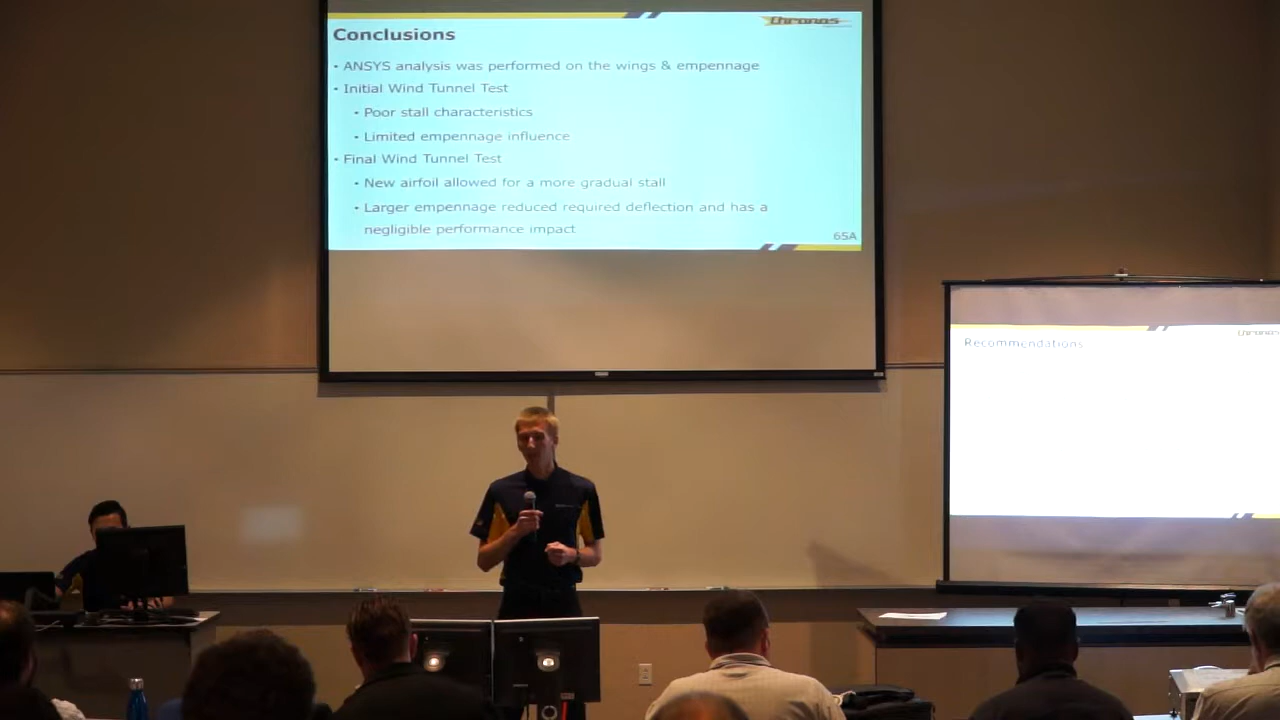 Chronos
Conclusions
• ANSYS analysis was performed on the wings & empennage
• Initial Wind Tunnel Test
• Poor stall characteristics
• Limited empennage influence
• Final Wind Tunnel Test
• New airfoil allowed for a more gradual stall
• Larger empennage reduced required deflection and has a
negligible performance impact
65A
Chronos
Recommendations